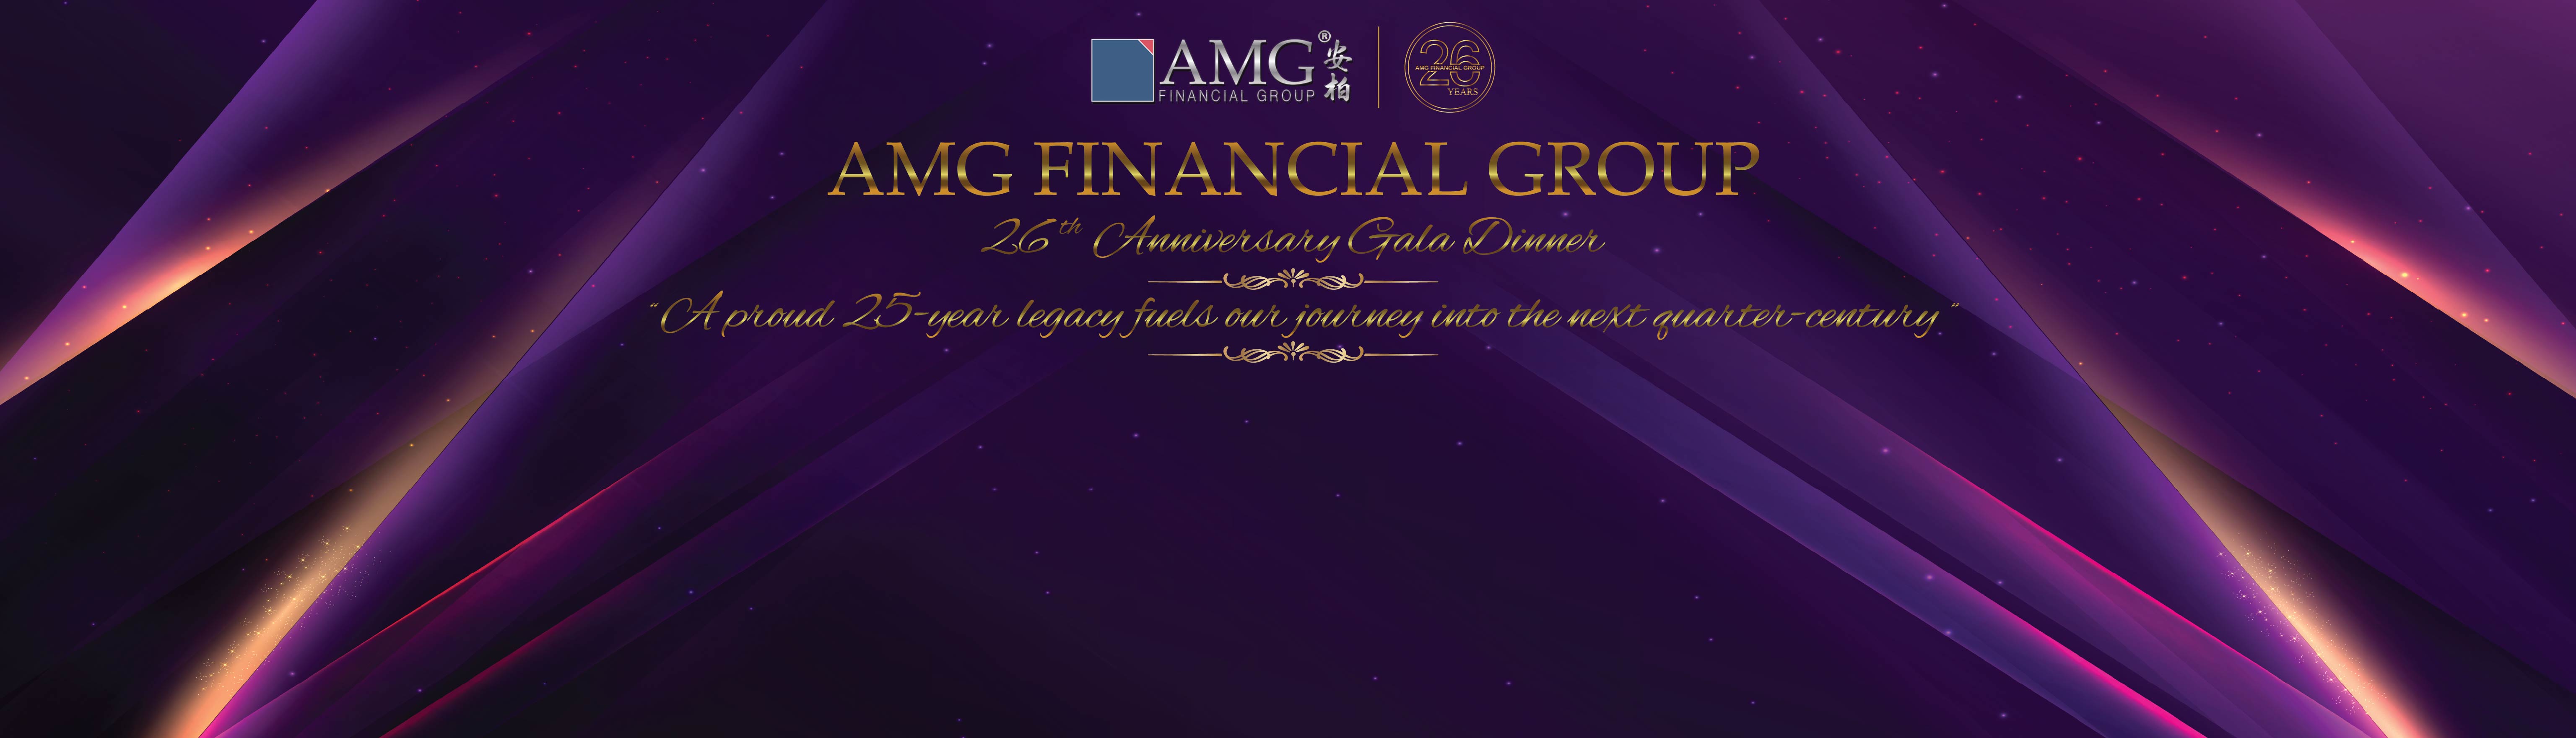 AMG®
FINANCIAL GROUP
安
柏
26
AMG FINANCIAL GROUP
YEARS
AMG FINANCIAL GROUP
26th Anniversary Gala Dinner
“A proud 25-year legacy fuels our journey into the next quarter-century”